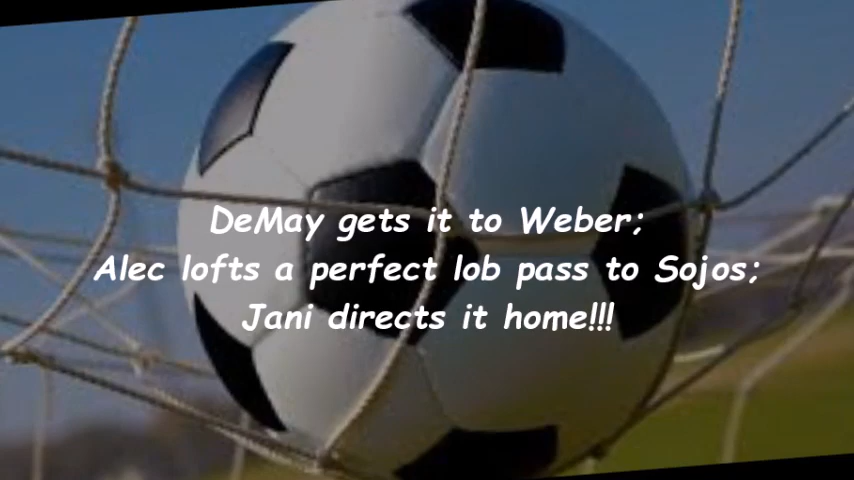 DeMay gets it to Weber;
Alec lofts a perfect lob pass to Sojos;
Jani directs it home!!!